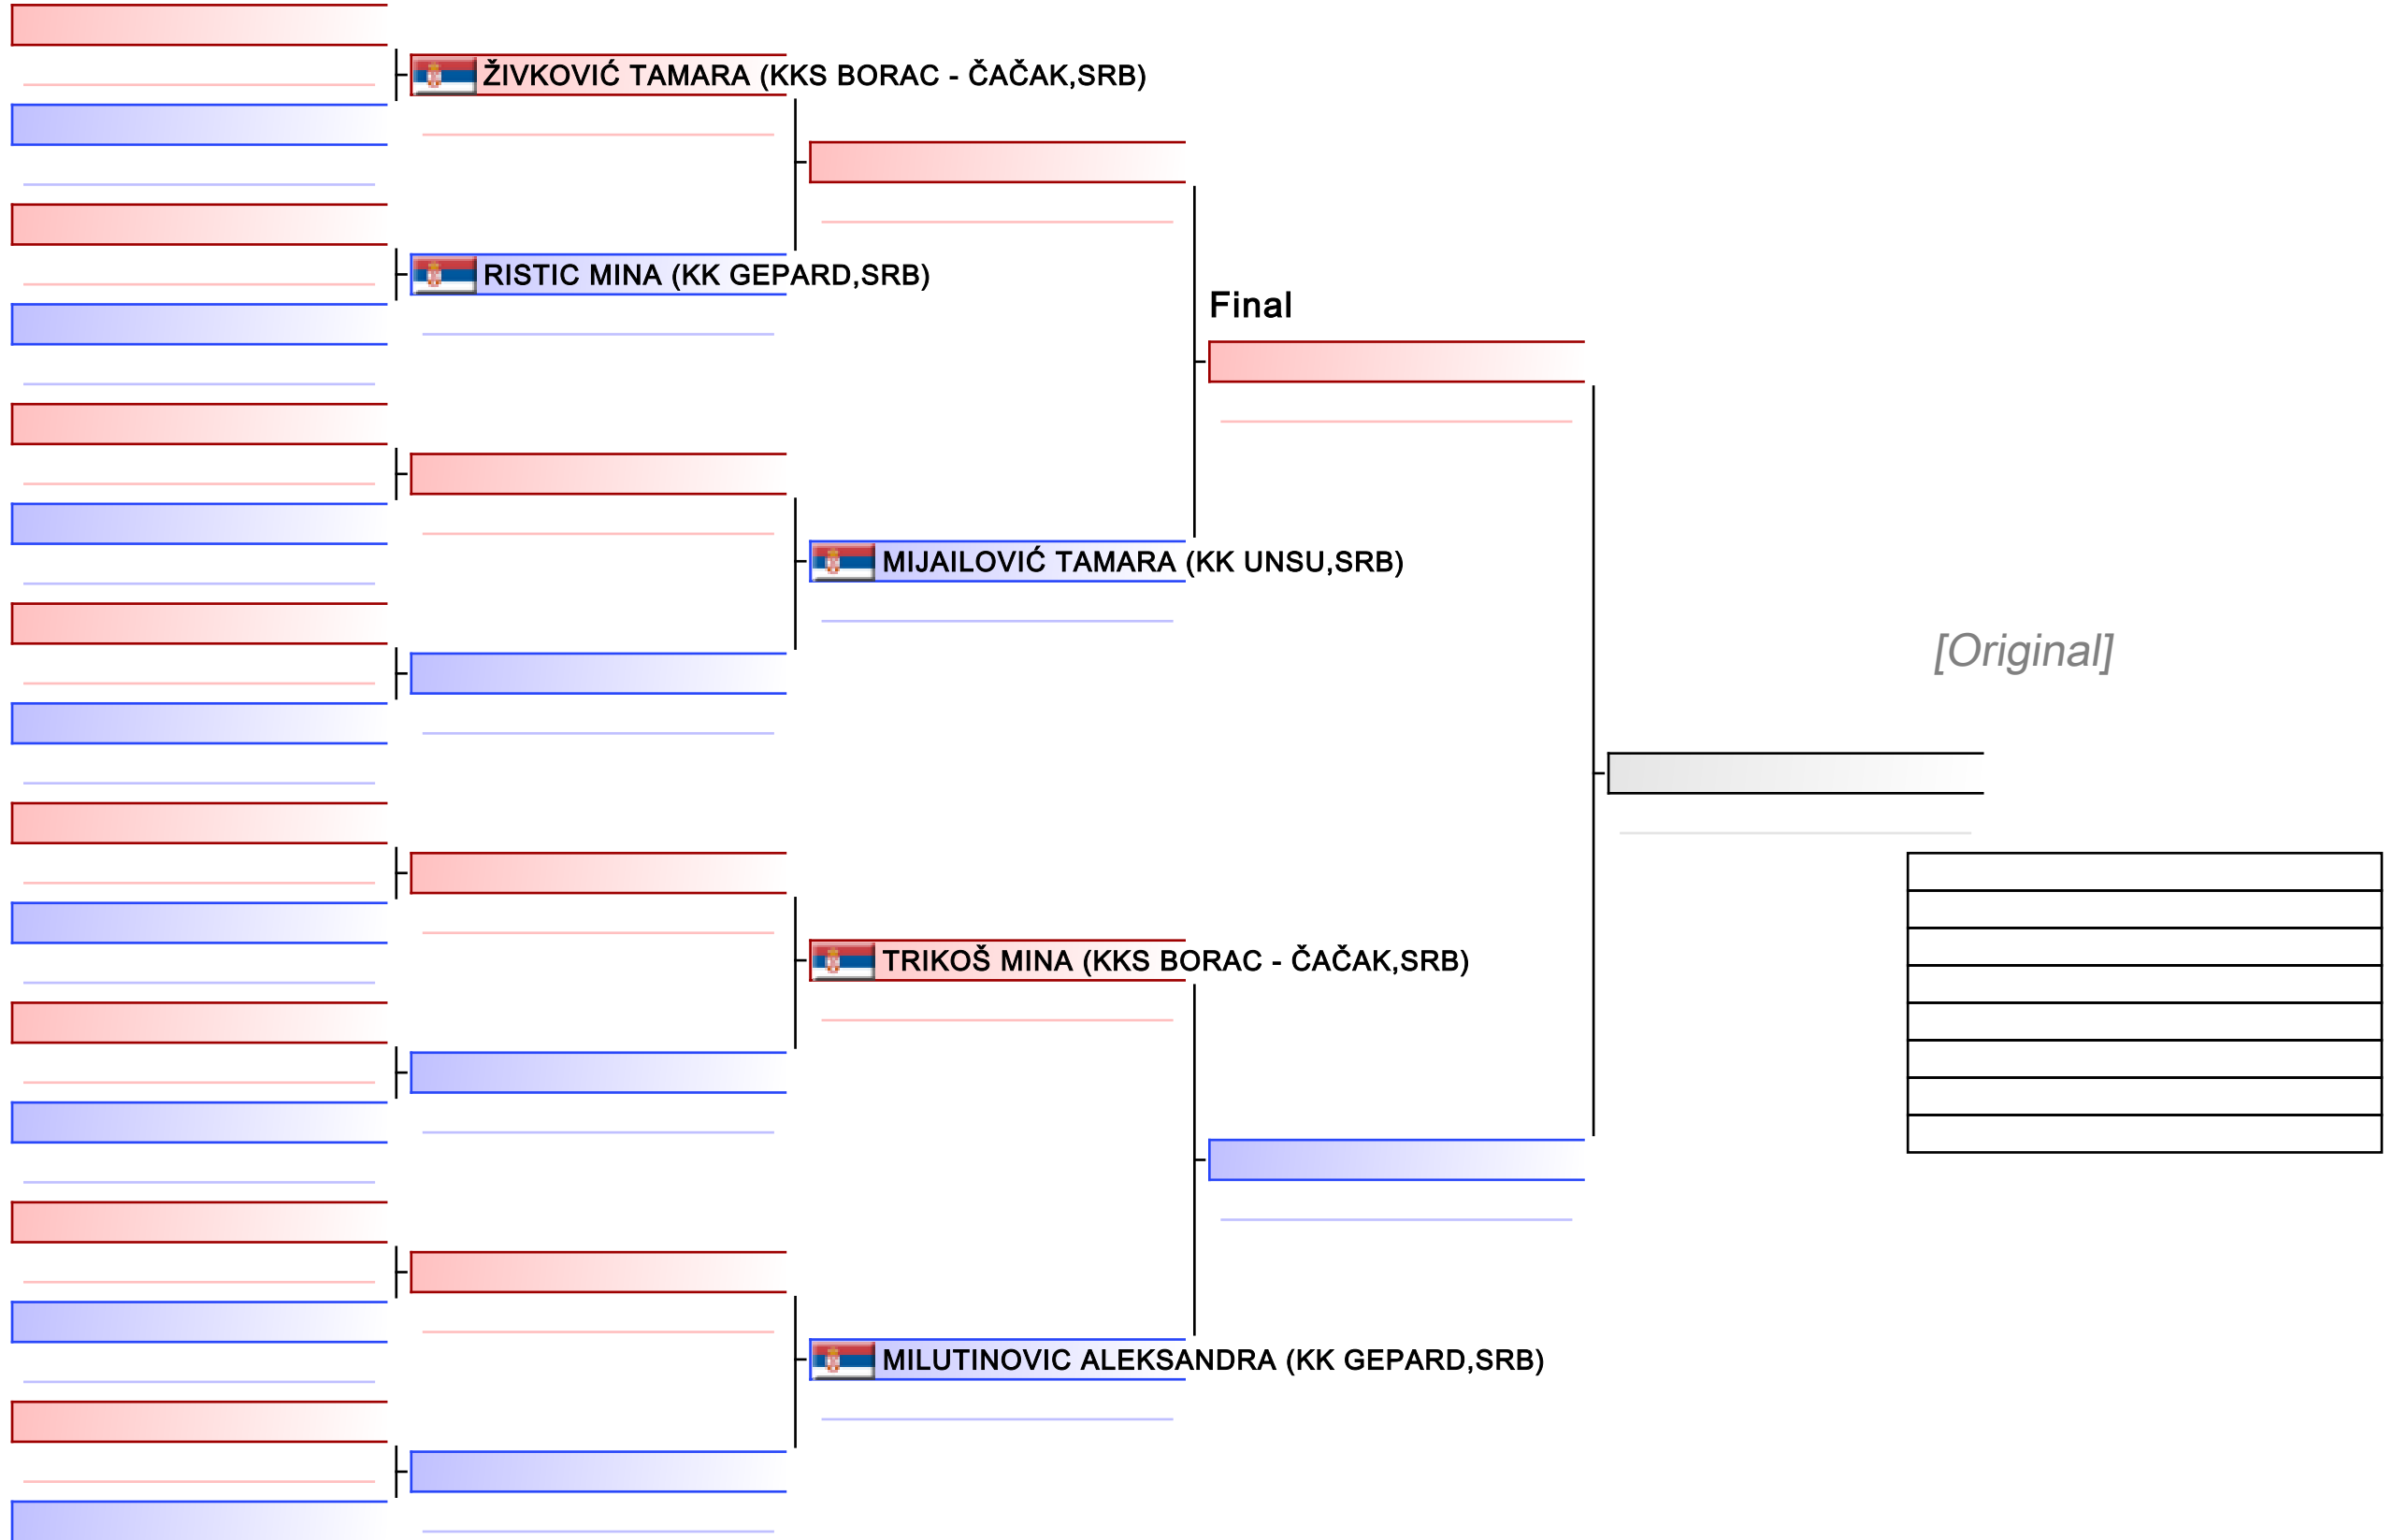 ŽIVKOVIĆ TAMARA (KKS BORAC - ČAČAK,SRB)
RISTIC MINA (KK GEPARD,SRB)
Final
MIJAILOVIĆ TAMARA (KK UNSU,SRB)
[Original]
TRIKOŠ MINA (KKS BORAC - ČAČAK,SRB)
MILUTINOVIC ALEKSANDRA (KK GEPARD,SRB)